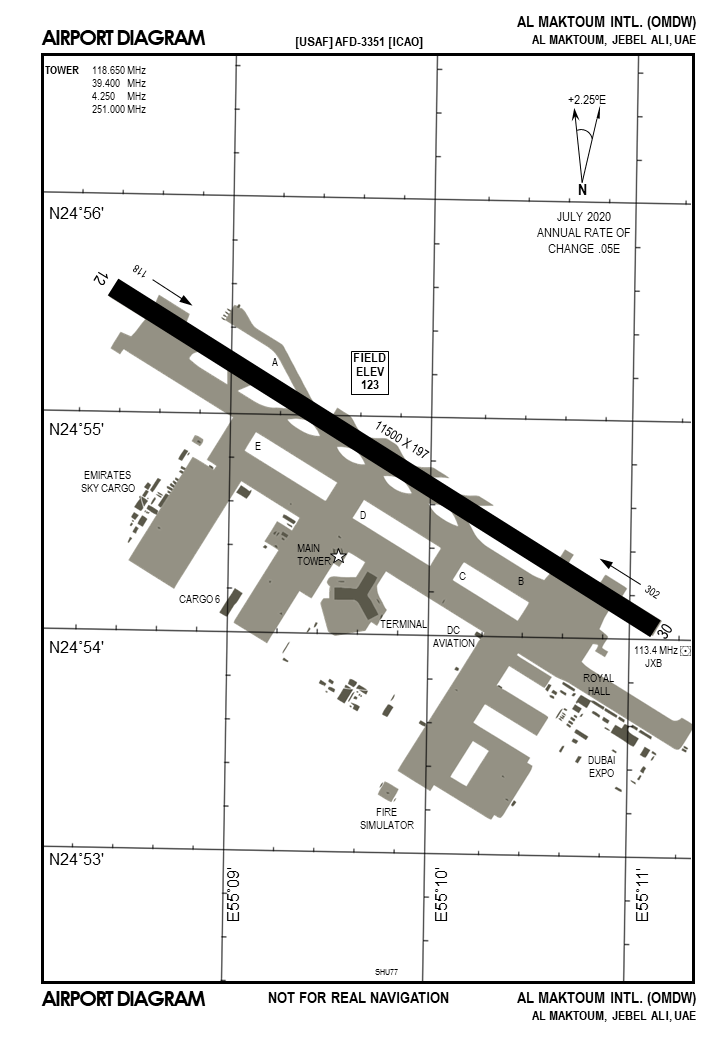 AIRPORT DIAGRAM
[USAF] AFD-3351 [ICAO]
AL MAKTOUM INTL. (OMDW)
AL MAKTOUM, JEBEL ALI, UAE
TOWER 118.650 MHz
39.400 MHz
4.250 MHz
251.000 MHz
+2.25ºE
N
JULY 2020
ANNUAL RATE OF
CHANGE .05E
N24°56'
12
118
A
FIELD
ELEV
123
11500 X 197
N24°55'
E
EMIRATES
SKY CARGO
D
MAIN
TOWER
C
B
302
30
CARGO 6
TERMINAL
DC
AVIATION
N24°54'
113.4 MHz
JXB
ROYAL
HALL
DUBAI
EXPO
FIRE
SIMULATOR
N24°53'
E55°09'
E55°10'
E55°11'
SHU77
AIRPORT DIAGRAM
NOT FOR REAL NAVIGATION
AL MAKTOUM INTL. (OMDW)
AL MAKTOUM, JEBEL ALI, UAE